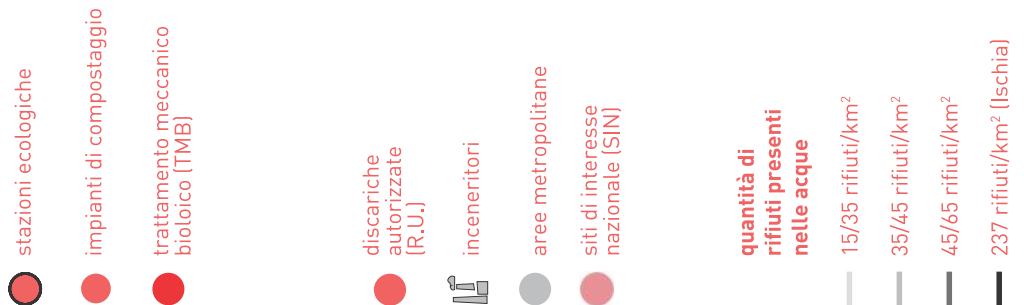 stazioni ecologiche
impianti di compostaggio
trattamento meccanico
bioloico (TMB)
discariche
autorizzate
(R.U.)
inceneritori
aree metropolitane
siti di interesse
nazionale (SIN)
quantità di
rifiuti presenti
nelle acque
15/35 rifiuti/km²
35/45 rifiuti/km²
45/65 rifiuti/km²
237 rifiuti/km² (Ischia)